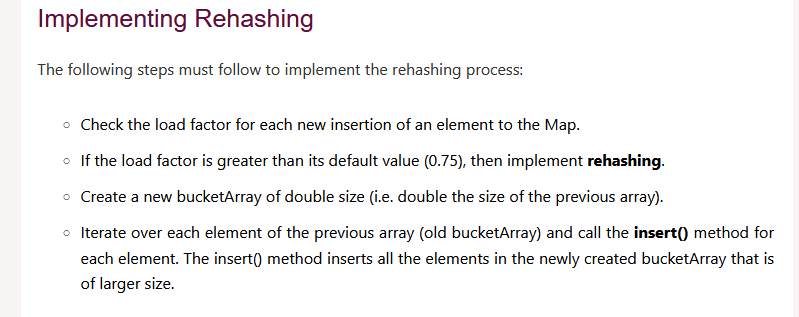 Implementing Rehashing
The following steps must follow to implement the rehashing process:
○ Check the load factor for each new insertion of an element to the Map.
○ If the load factor is greater than its default value (0.75), then implement rehashing.
○ Create a new bucketArray of double size (i.e. double the size of the previous array).
○ Iterate over each element of the previous array (old bucketArray) and call the insert() method for
each element. The insert() method inserts all the elements in the newly created bucketArray that is
of larger size.